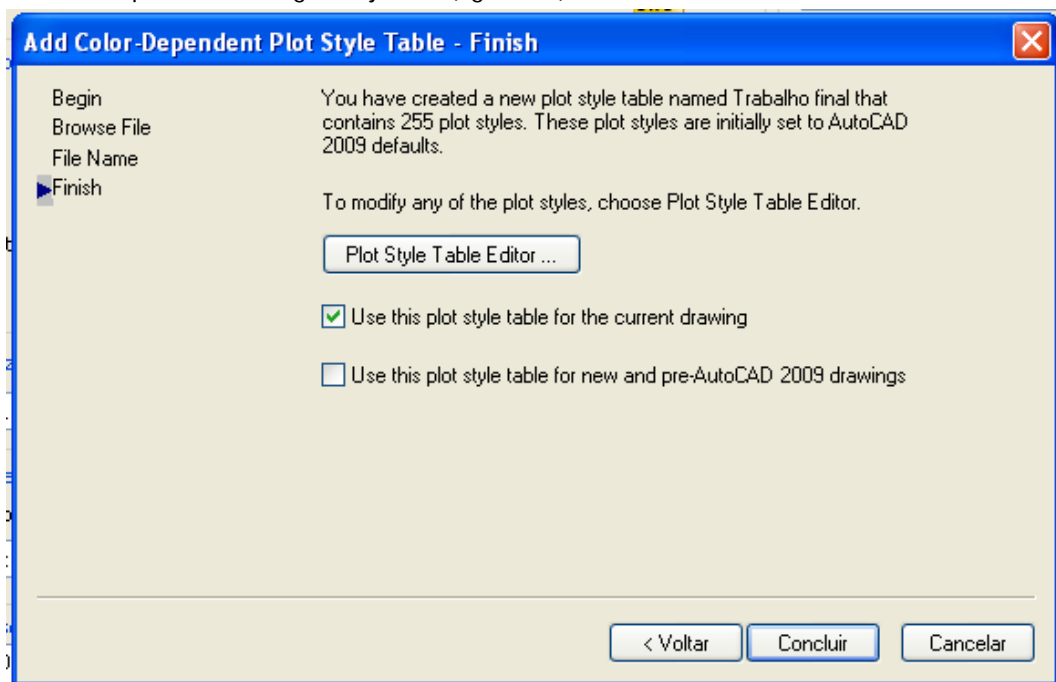 Add Color-Dependent Plot Style Table - Finish
Begin
Browse File
File Name
Finish
You have created a new plot style table named Trabalho final that
contains 255 plot styles. These plot styles are initially set to AutoCAD
2009 defaults.
To modify any of the plot styles, choose Plot Style Table Editor.
Plot Style Table Editor ...
Use this plot style table for the current drawing
Use this plot style table for new and pre-AutoCAD 2009 drawings
< Voltar
Concluir
Cancelar